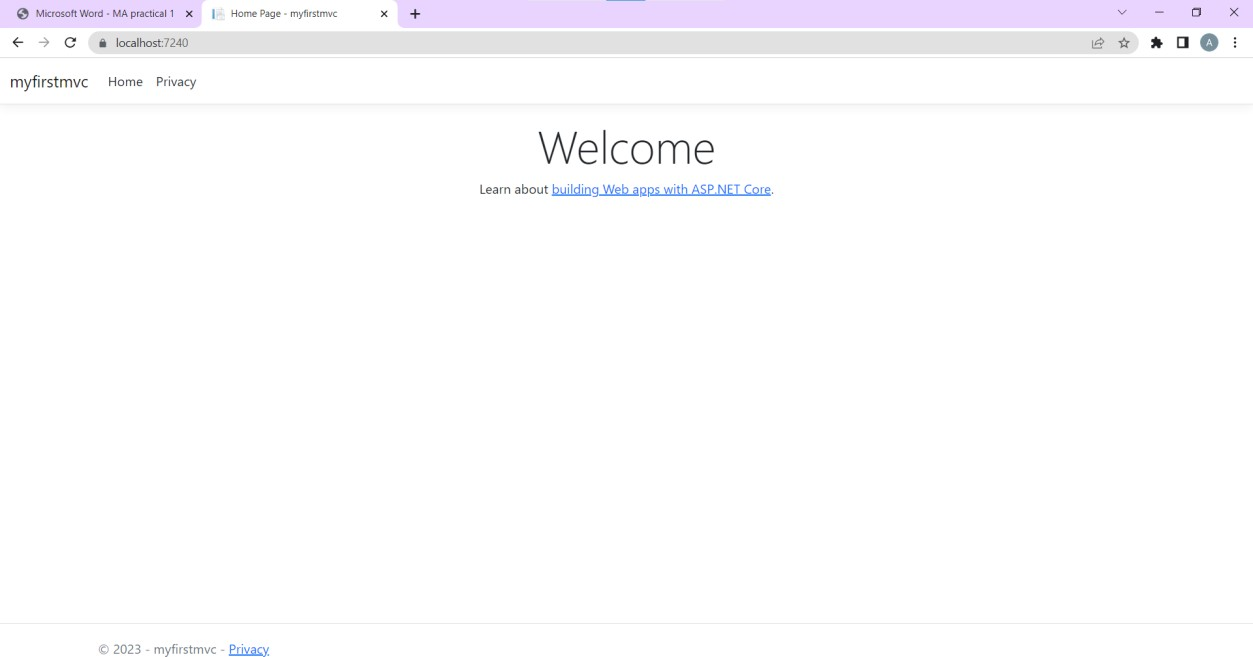 Microsoft Word - MA practical 1
Home Page - myfirstmvc
localhost:7240
A
myfirstmvc Home Privacy
Welcome
Learn about building Web apps with ASP.NET Core.
© 2023 - myfirstmvc - Privacy